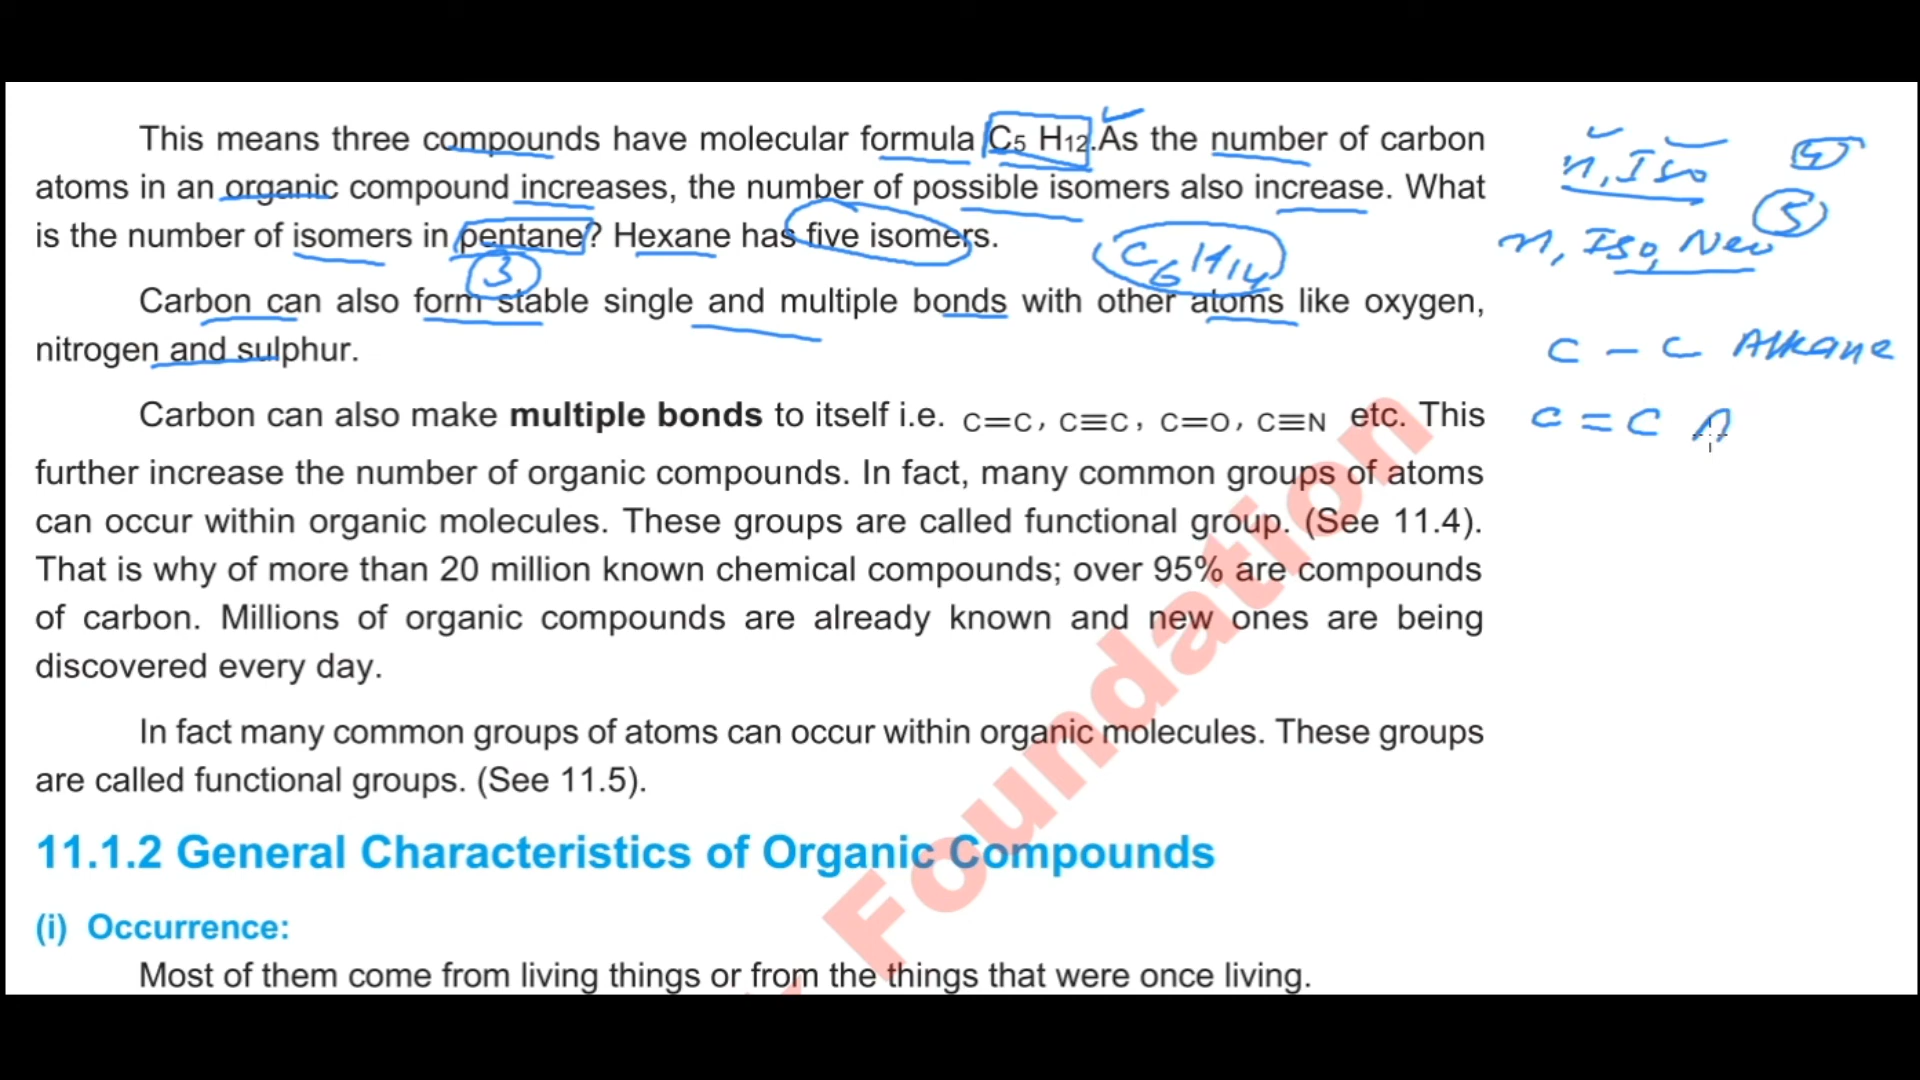 This means three compounds have molecular formula C5 H12.As the number of carbon
atoms in an organic compound increases, the number of possible isomers also increase. What
is the number of isomers in pentane? Hexane has five isomers.
3
C6H14
Carbon can also form stable single and multiple bonds with other atoms like oxygen,
nitrogen and sulphur.
Carbon can also make multiple bonds to itself i.e. C=C, C≡C, C=O, C≡N etc. This
further increase the number of organic compounds. In fact, many common groups of atoms
can occur within organic molecules. These groups are called functional group. (See 11.4).
That is why of more than 20 million known chemical compounds; over 95% are compounds
of carbon. Millions of organic compounds are already known and new ones are being
discovered every day.
In fact many common groups of atoms can occur within organic molecules. These groups
are called functional groups. (See 11.5).
11.1.2 General Characteristics of Organic Compounds
(i) Occurrence:
Most of them come from living things or from the things that were once living.
n, Iso
5
n, Iso, Neo
C - C Alkane
C = C A
Foundation